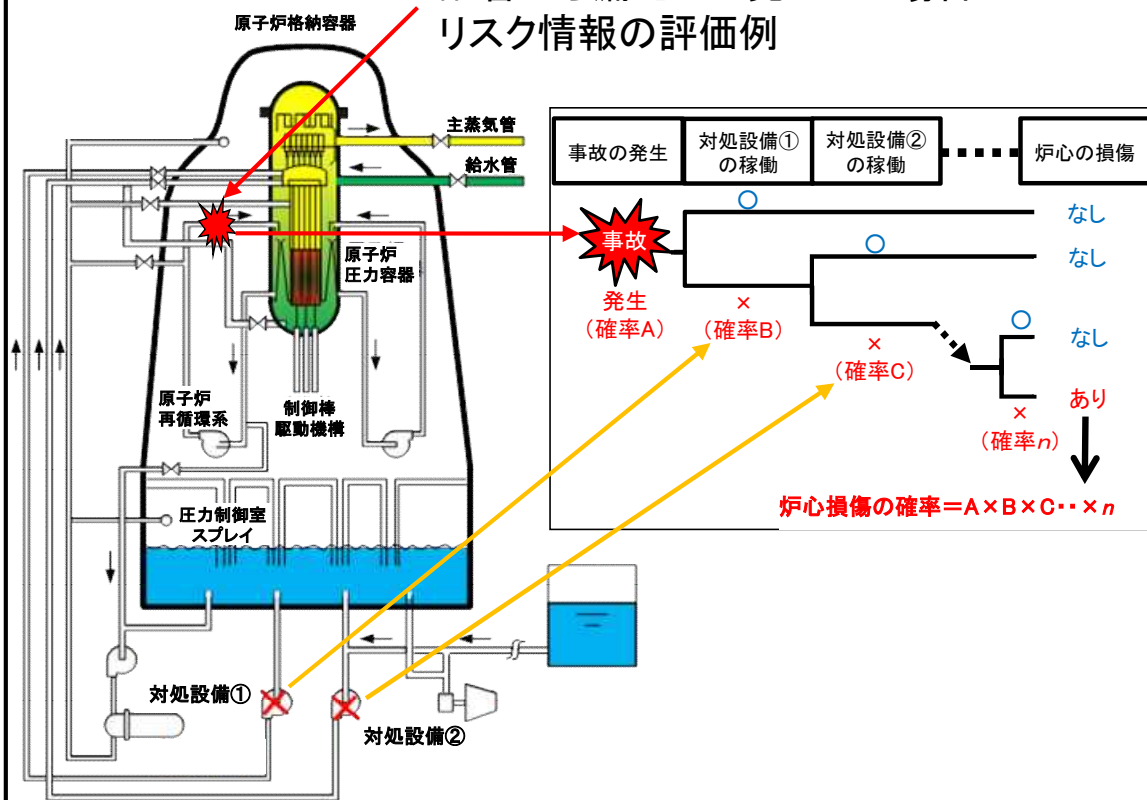 リスク情報の評価例
原子炉格納容器
主蒸気管
給水管
原子炉
圧力容器
原子炉
再循環系
制御棒
駆動機構
圧力制御室
スプレイ
対処設備①
対処設備②
事故の発生
対処設備①
の稼働
対処設備②
の稼働
炉心の損傷
事故
発生
(確率A)
○
×
(確率B)
○
×
(確率C)
○
×
(確率n)
なし
なし
なし
あり
炉心損傷の確率=A×B×C‥×n